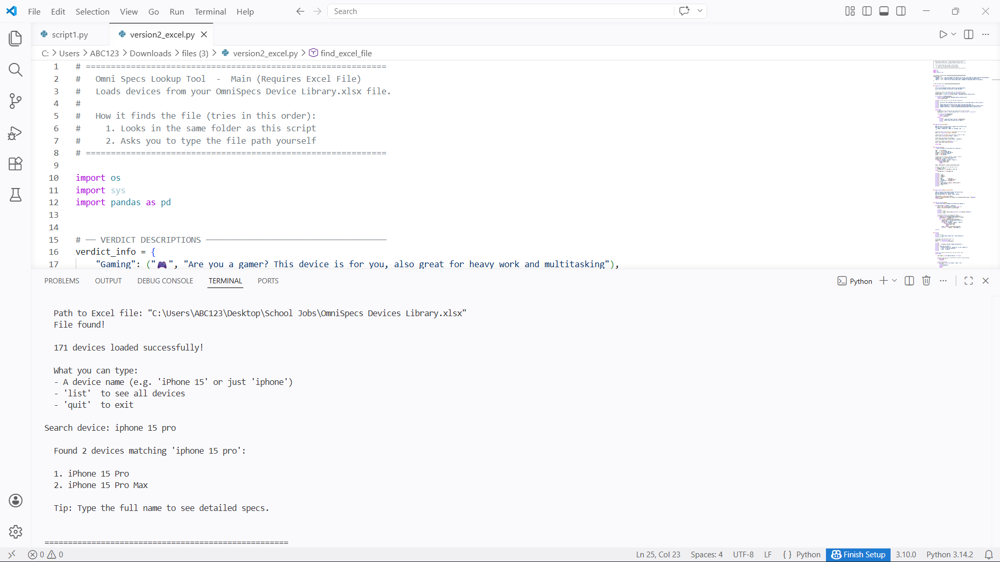 File Edit Selection View Go Run Terminal Help
Search
script1.py
version2_excel.py
C: > Users > ABC123 > Downloads > files (3) > version2_excel.py > find_excel_file
1 # ============================================================
2 #   Omni Specs Lookup Tool  -  Main (Requires Excel File)
3 #   Loads devices from your OmniSpecs Device Library.xlsx file.
4 #
5 #   How it finds the file (tries in this order):
6 #     1. Looks in the same folder as this script
7 #     2. Asks you to type the file path yourself
8 # ============================================================
9
10 import os
11 import sys
12 import pandas as pd
13
14
15 # ── VERDICT DESCRIPTIONS ────────────────────────────────────
16 verdict_info = {
17     "Gaming": ("🎮", "Are you a gamer? This device is for you, also great for heavy work and multitasking"),
PROBLEMS OUTPUT DEBUG CONSOLE TERMINAL PORTS
Python
Path to Excel file: "C:\Users\ABC123\Desktop\School Jobs\OmniSpecs Devices Library.xlsx"
File found!
171 devices loaded successfully!
What you can type:
- A device name (e.g. 'iPhone 15' or just 'iphone')
- 'list'  to see all devices
- 'quit'  to exit
Search device: iphone 15 pro
Found 2 devices matching 'iphone 15 pro':
1. iPhone 15 Pro
2. iPhone 15 Pro Max
Tip: Type the full name to see detailed specs.
====================================================
0 0 Ln 25, Col 23 Spaces: 4 UTF-8 LF { } Python Finish Setup 3.10.0 Python 3.14.2